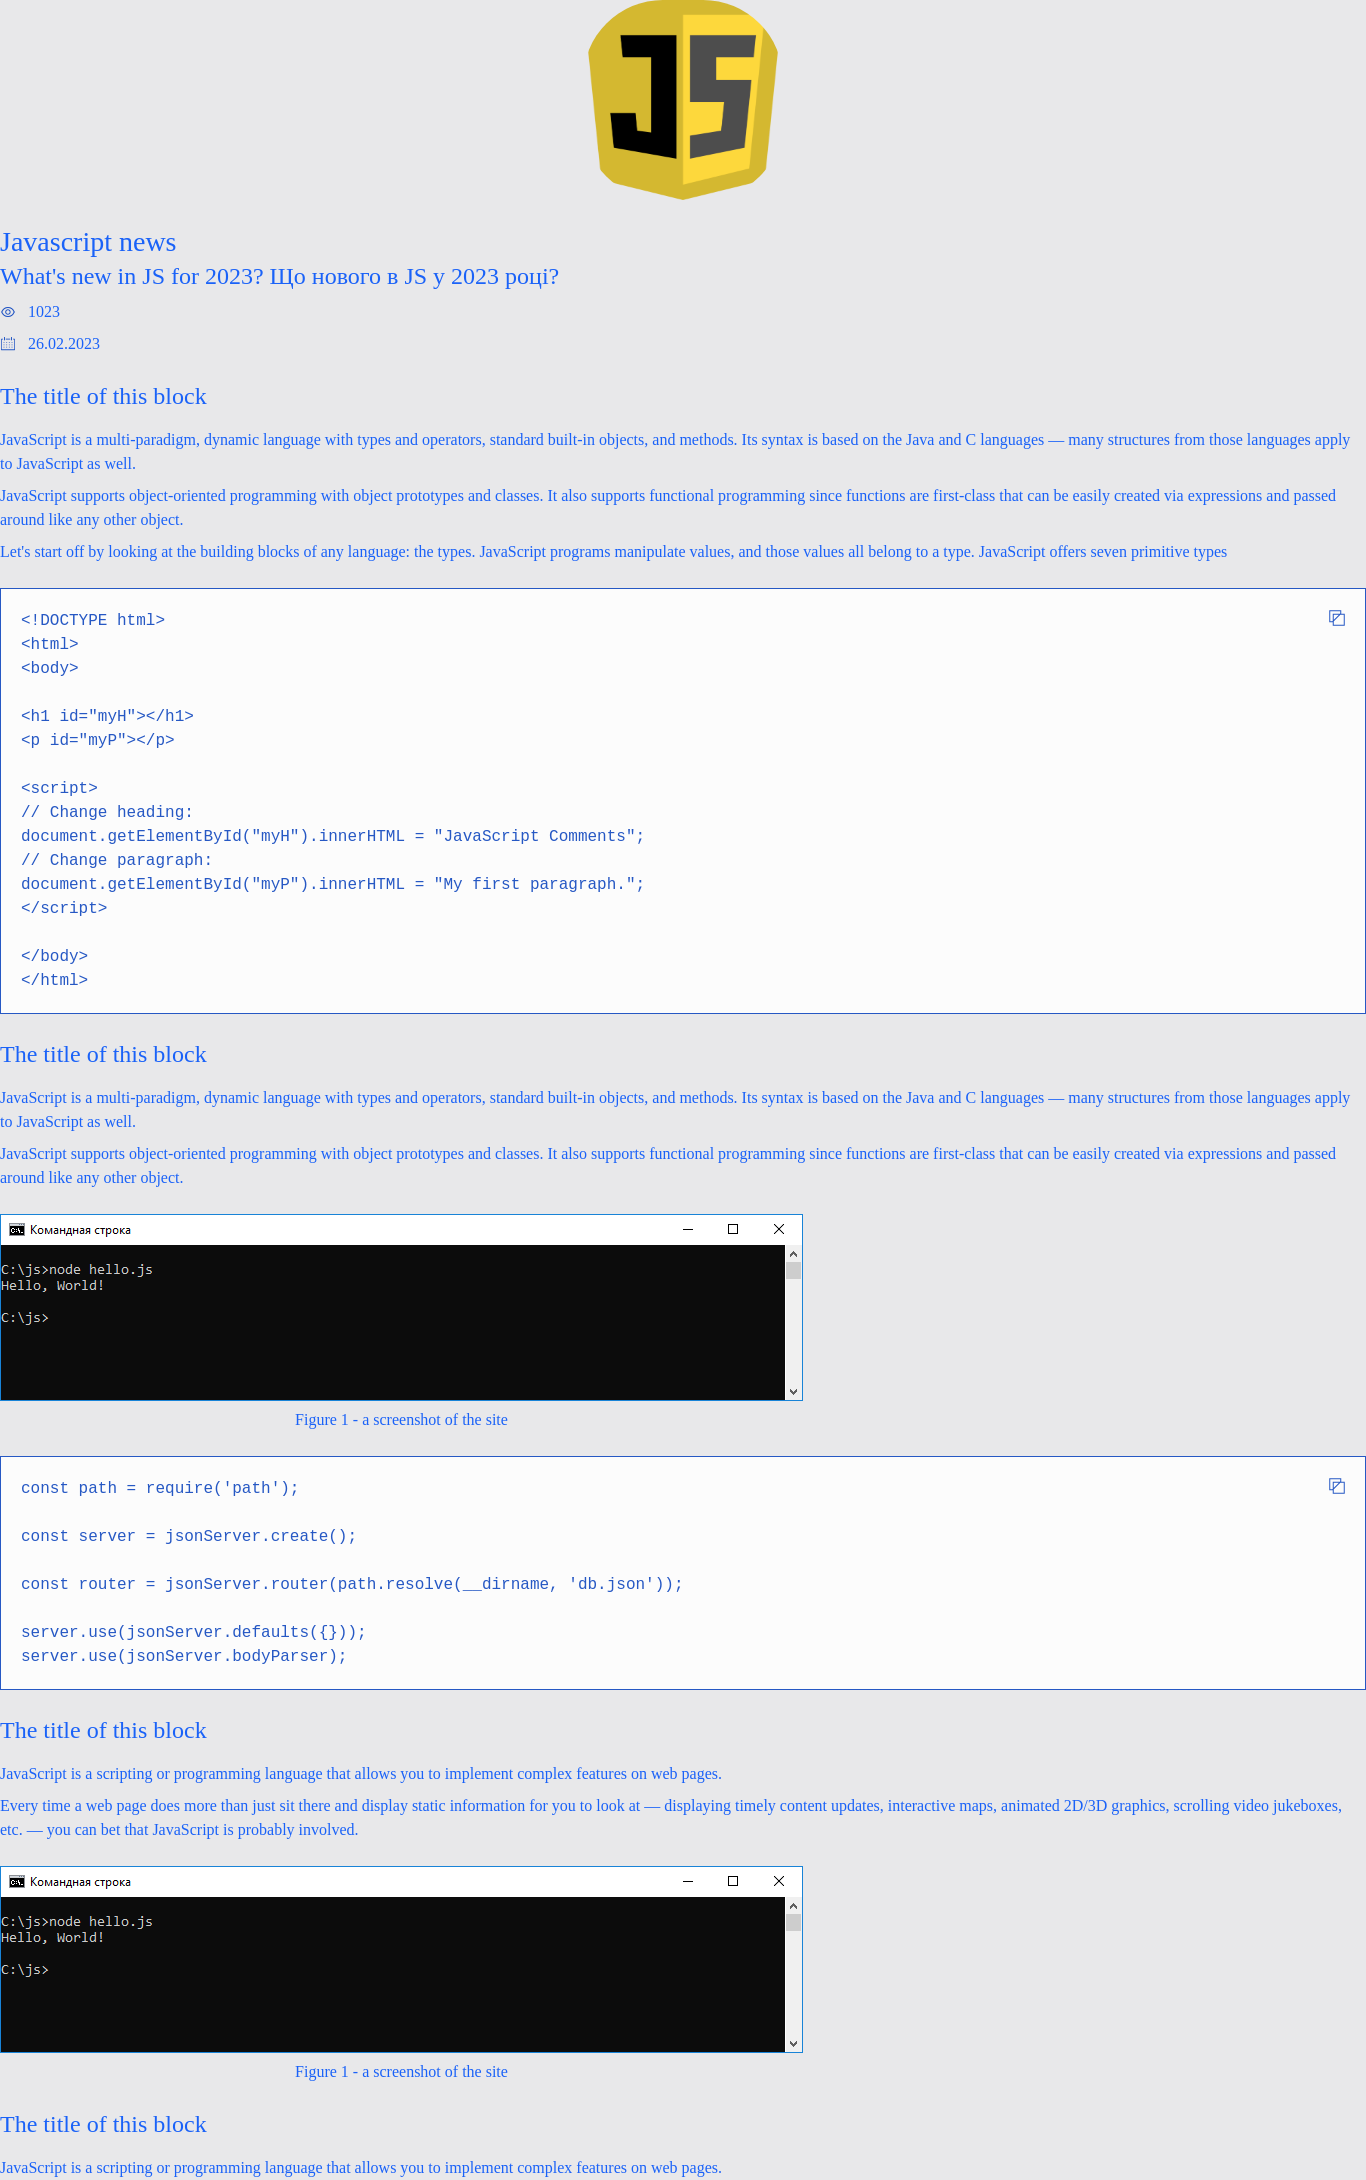 JS
Javascript news
What's new in JS for 2023? Що нового в JS у 2023 році?
1023
26.02.2023
The title of this block
JavaScript is a multi-paradigm, dynamic language with types and operators, standard built-in objects, and methods. Its syntax is based on the Java and C languages — many structures from those languages apply
to JavaScript as well.
JavaScript supports object-oriented programming with object prototypes and classes. It also supports functional programming since functions are first-class that can be easily created via expressions and passed
around like any other object.
Let's start off by looking at the building blocks of any language: the types. JavaScript programs manipulate values, and those values all belong to a type. JavaScript offers seven primitive types
<!DOCTYPE html>
<html>
<body>
<h1 id="myH"></h1>
<p id="myP"></p>
<script>
// Change heading:
document.getElementById("myH").innerHTML = "JavaScript Comments";
// Change paragraph:
document.getElementById("myP").innerHTML = "My first paragraph.";
</script>
</body>
</html>
The title of this block
JavaScript is a multi-paradigm, dynamic language with types and operators, standard built-in objects, and methods. Its syntax is based on the Java and C languages — many structures from those languages apply
to JavaScript as well.
JavaScript supports object-oriented programming with object prototypes and classes. It also supports functional programming since functions are first-class that can be easily created via expressions and passed
around like any other object.
Командная строка
C:\js>node hello.js
Hello, World!
C:\js>
Figure 1 - a screenshot of the site
const path = require('path');
const server = jsonServer.create();
const router = jsonServer.router(path.resolve(__dirname, 'db.json'));
server.use(jsonServer.defaults({}));
server.use(jsonServer.bodyParser);
The title of this block
JavaScript is a scripting or programming language that allows you to implement complex features on web pages.
Every time a web page does more than just sit there and display static information for you to look at — displaying timely content updates, interactive maps, animated 2D/3D graphics, scrolling video jukeboxes,
etc. — you can bet that JavaScript is probably involved.
Командная строка
C:\js>node hello.js
Hello, World!
C:\js>
Figure 1 - a screenshot of the site
The title of this block
JavaScript is a scripting or programming language that allows you to implement complex features on web pages.